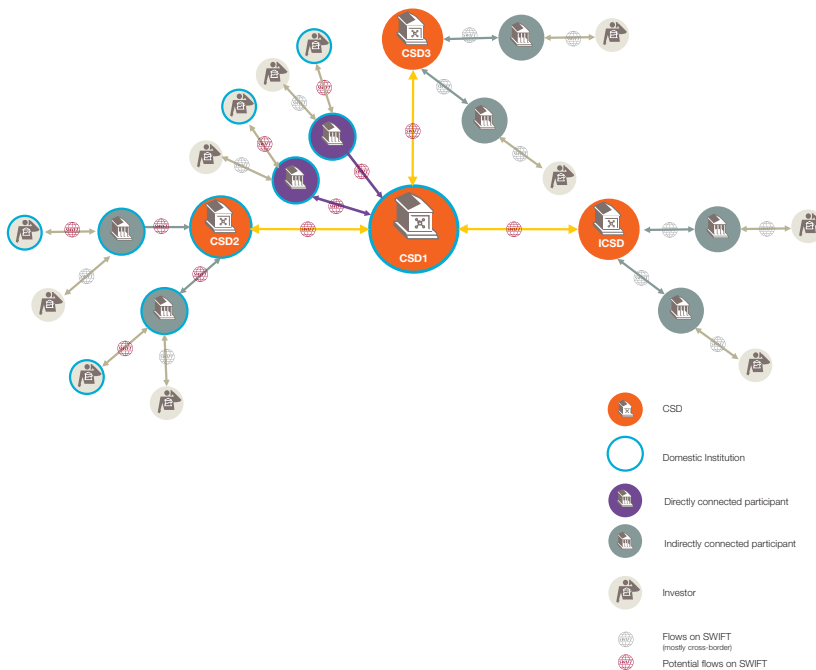 CSD3
CSD2
CSD1
ICSD
CSD
Domestic Institution
Directly connected participant
Indirectly connected participant
Investor
Flows on SWIFT
(mostly cross-border)
Potential flows on SWIFT